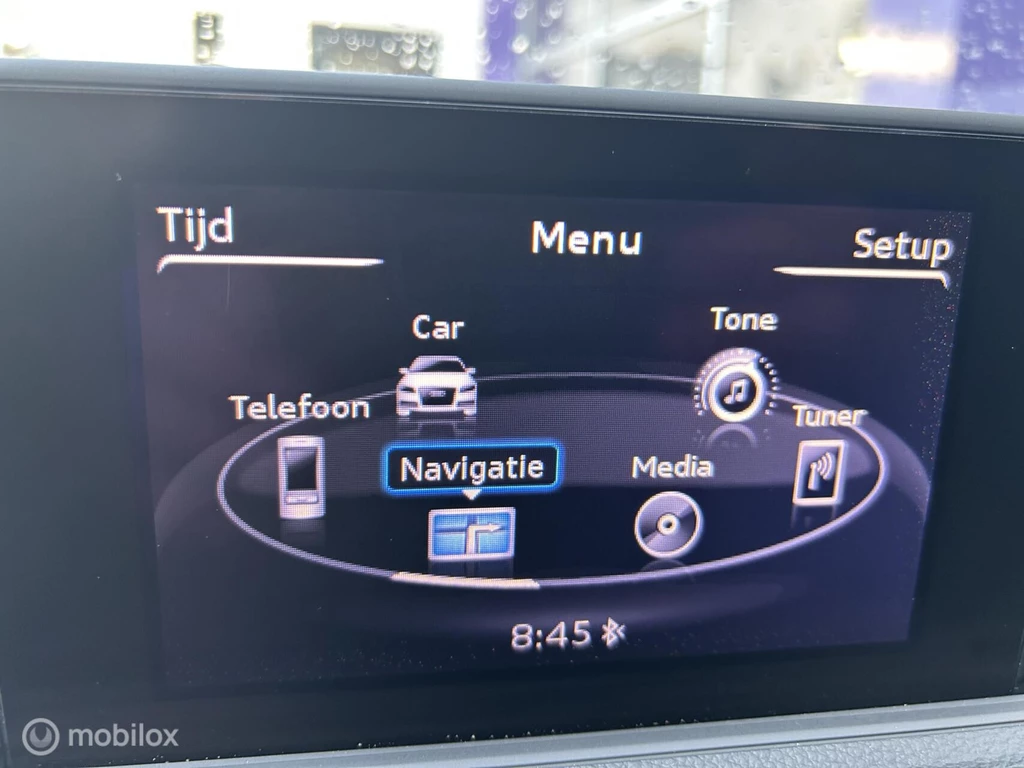 Tijd
Menu
Setup
Car
Tone
Telefoon
Tuner
Navigatie
Media
8:45
mobilox